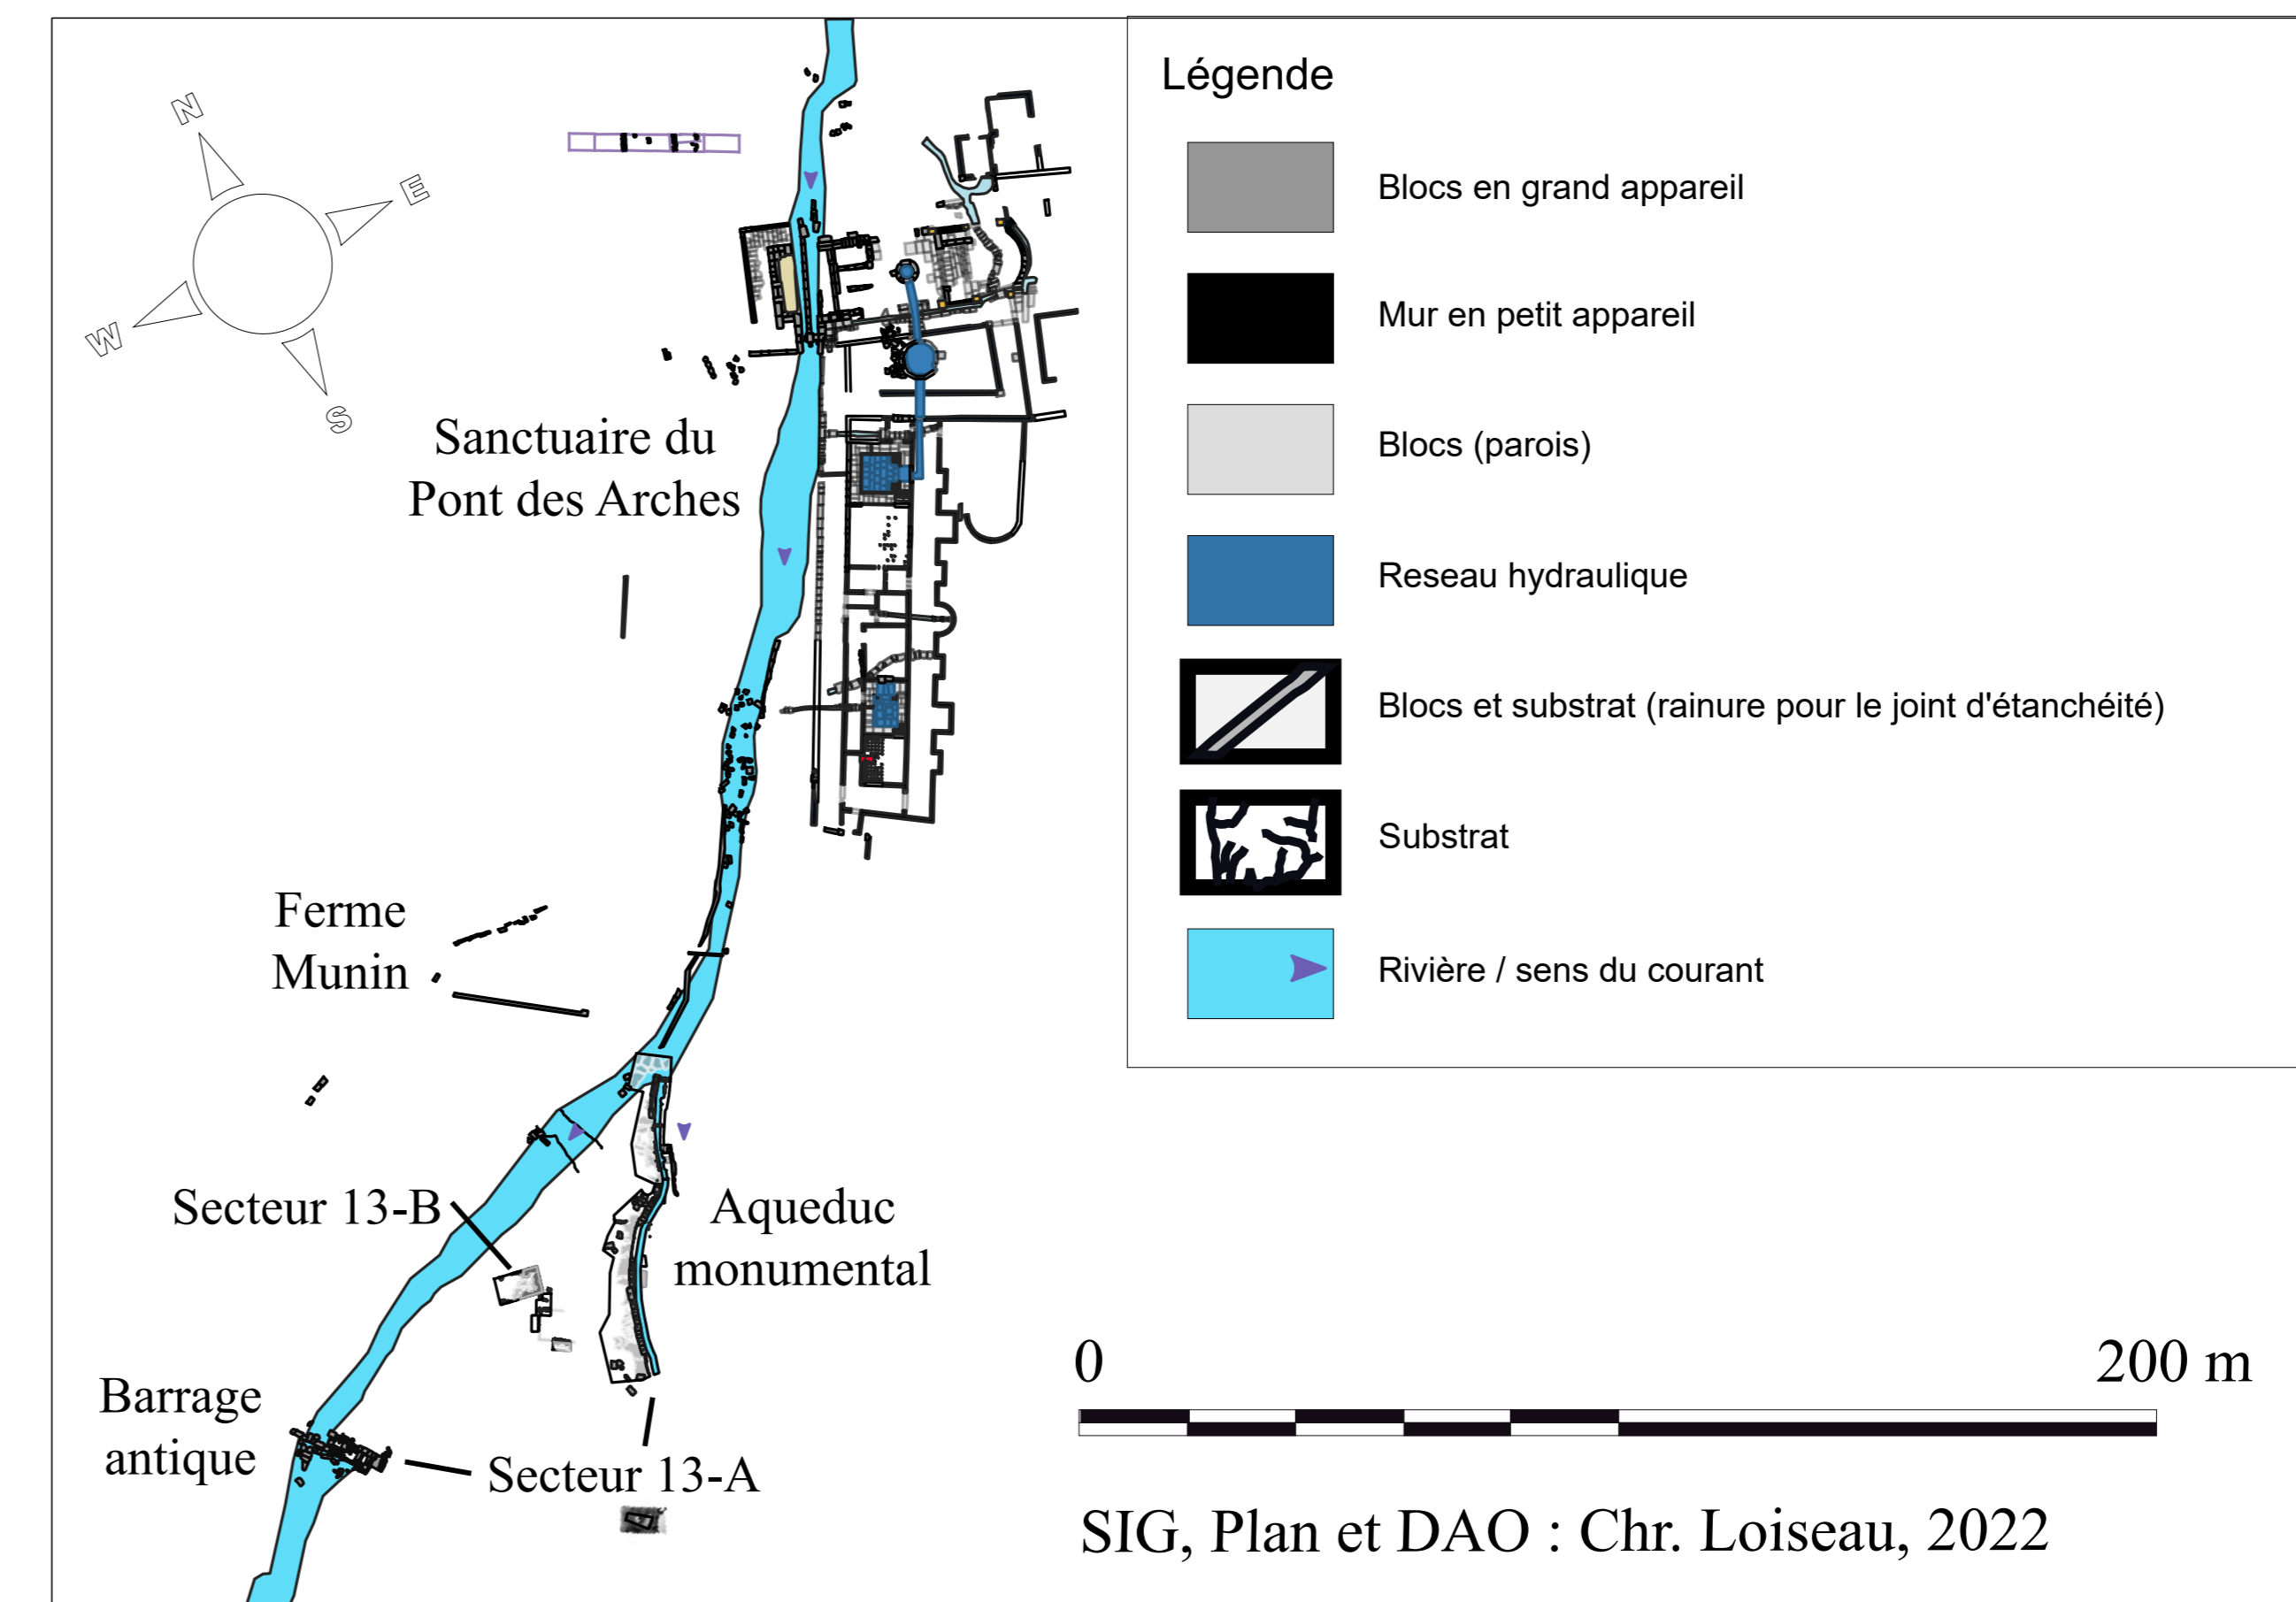 N
E
W
S
Sanctuaire du
Pont des Arches
Ferme
Munin
Secteur 13-B
Aqueduc
monumental
Barrage
antique
Secteur 13-A
Légende
Blocs en grand appareil
Mur en petit appareil
Blocs (parois)
Reseau hydraulique
Blocs et substrat (rainure pour le joint d'étanchéité)
Substrat
Rivière / sens du courant
0 200 m
SIG, Plan et DAO : Chr. Loiseau, 2022